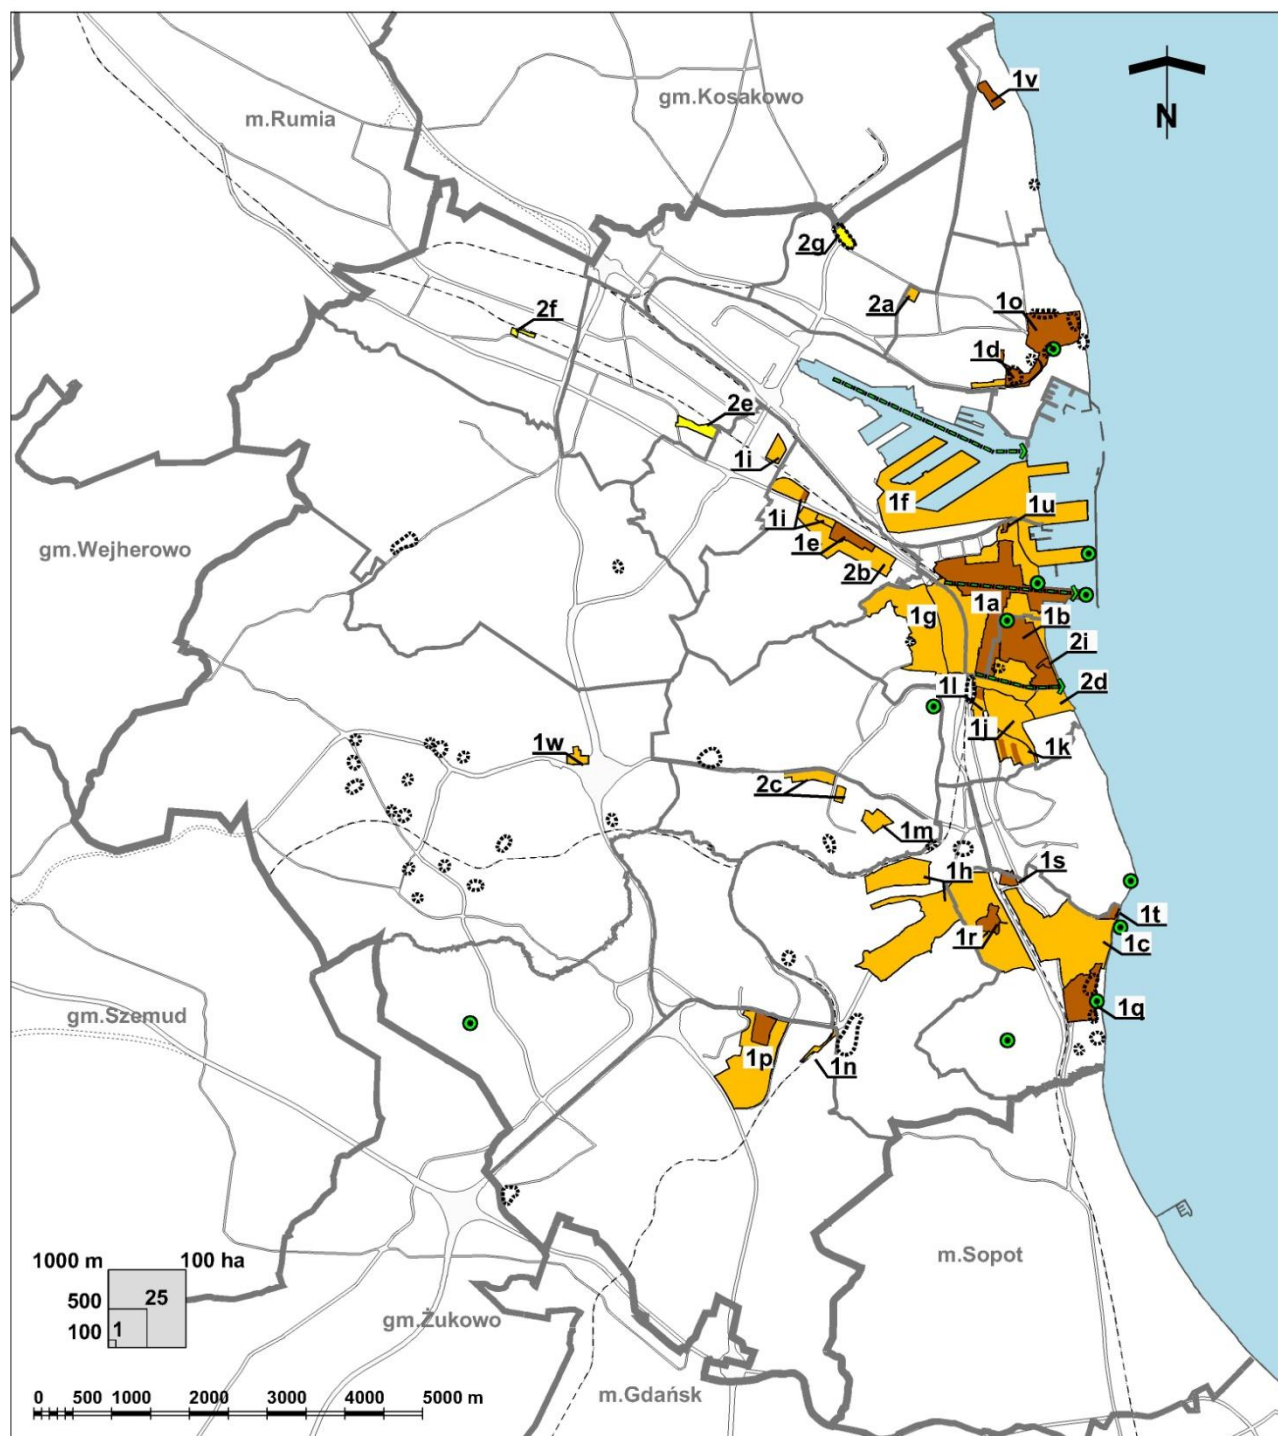 1v
gm.Kosakowo
m.Rumia
N
2g
2a
1o
2f
1d
2e
1i
1f
1u
1i
gm.Wejherowo
1e
2b
1a
1g
1b
2i
1l
2d
1j
1w
1k
2c
1m
1h
1s
1t
1r
1c
gm.Szemud
1q
1p
1n
m.Sopot
1000 m
100 ha
500
25
100
1
gm.Żukowo
m.Gdańsk
0 500 1000 2000 3000 4000 5000 m